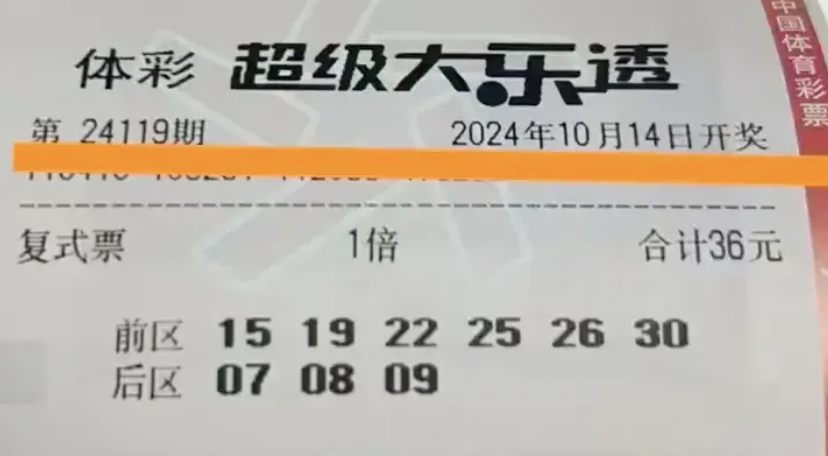 体彩 超级大乐透
第 24119期 2024年10月14日开奖
复式票 1倍 合计36元
前区 15 19 22 25 26 30
后区 07 08 09
中国体育彩票